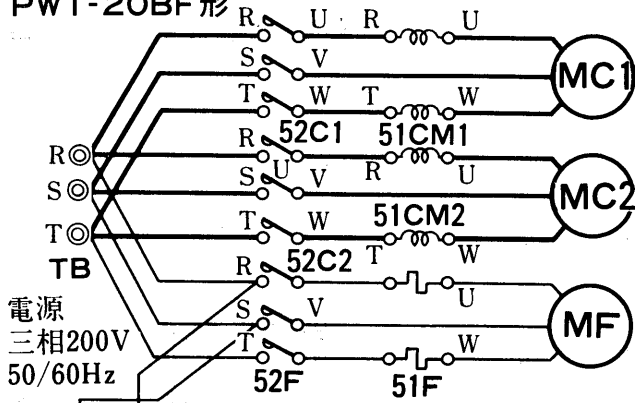 PW1-20BF形
R U R U
S V
MC1
T W T W
52C1 51CM1
R R U
U
S V
MC2
51CM2
T W W
52C2 T
R U
S V
MF
T W
52F 51F
R
S
T
TB
電源
三相200V
50/60Hz